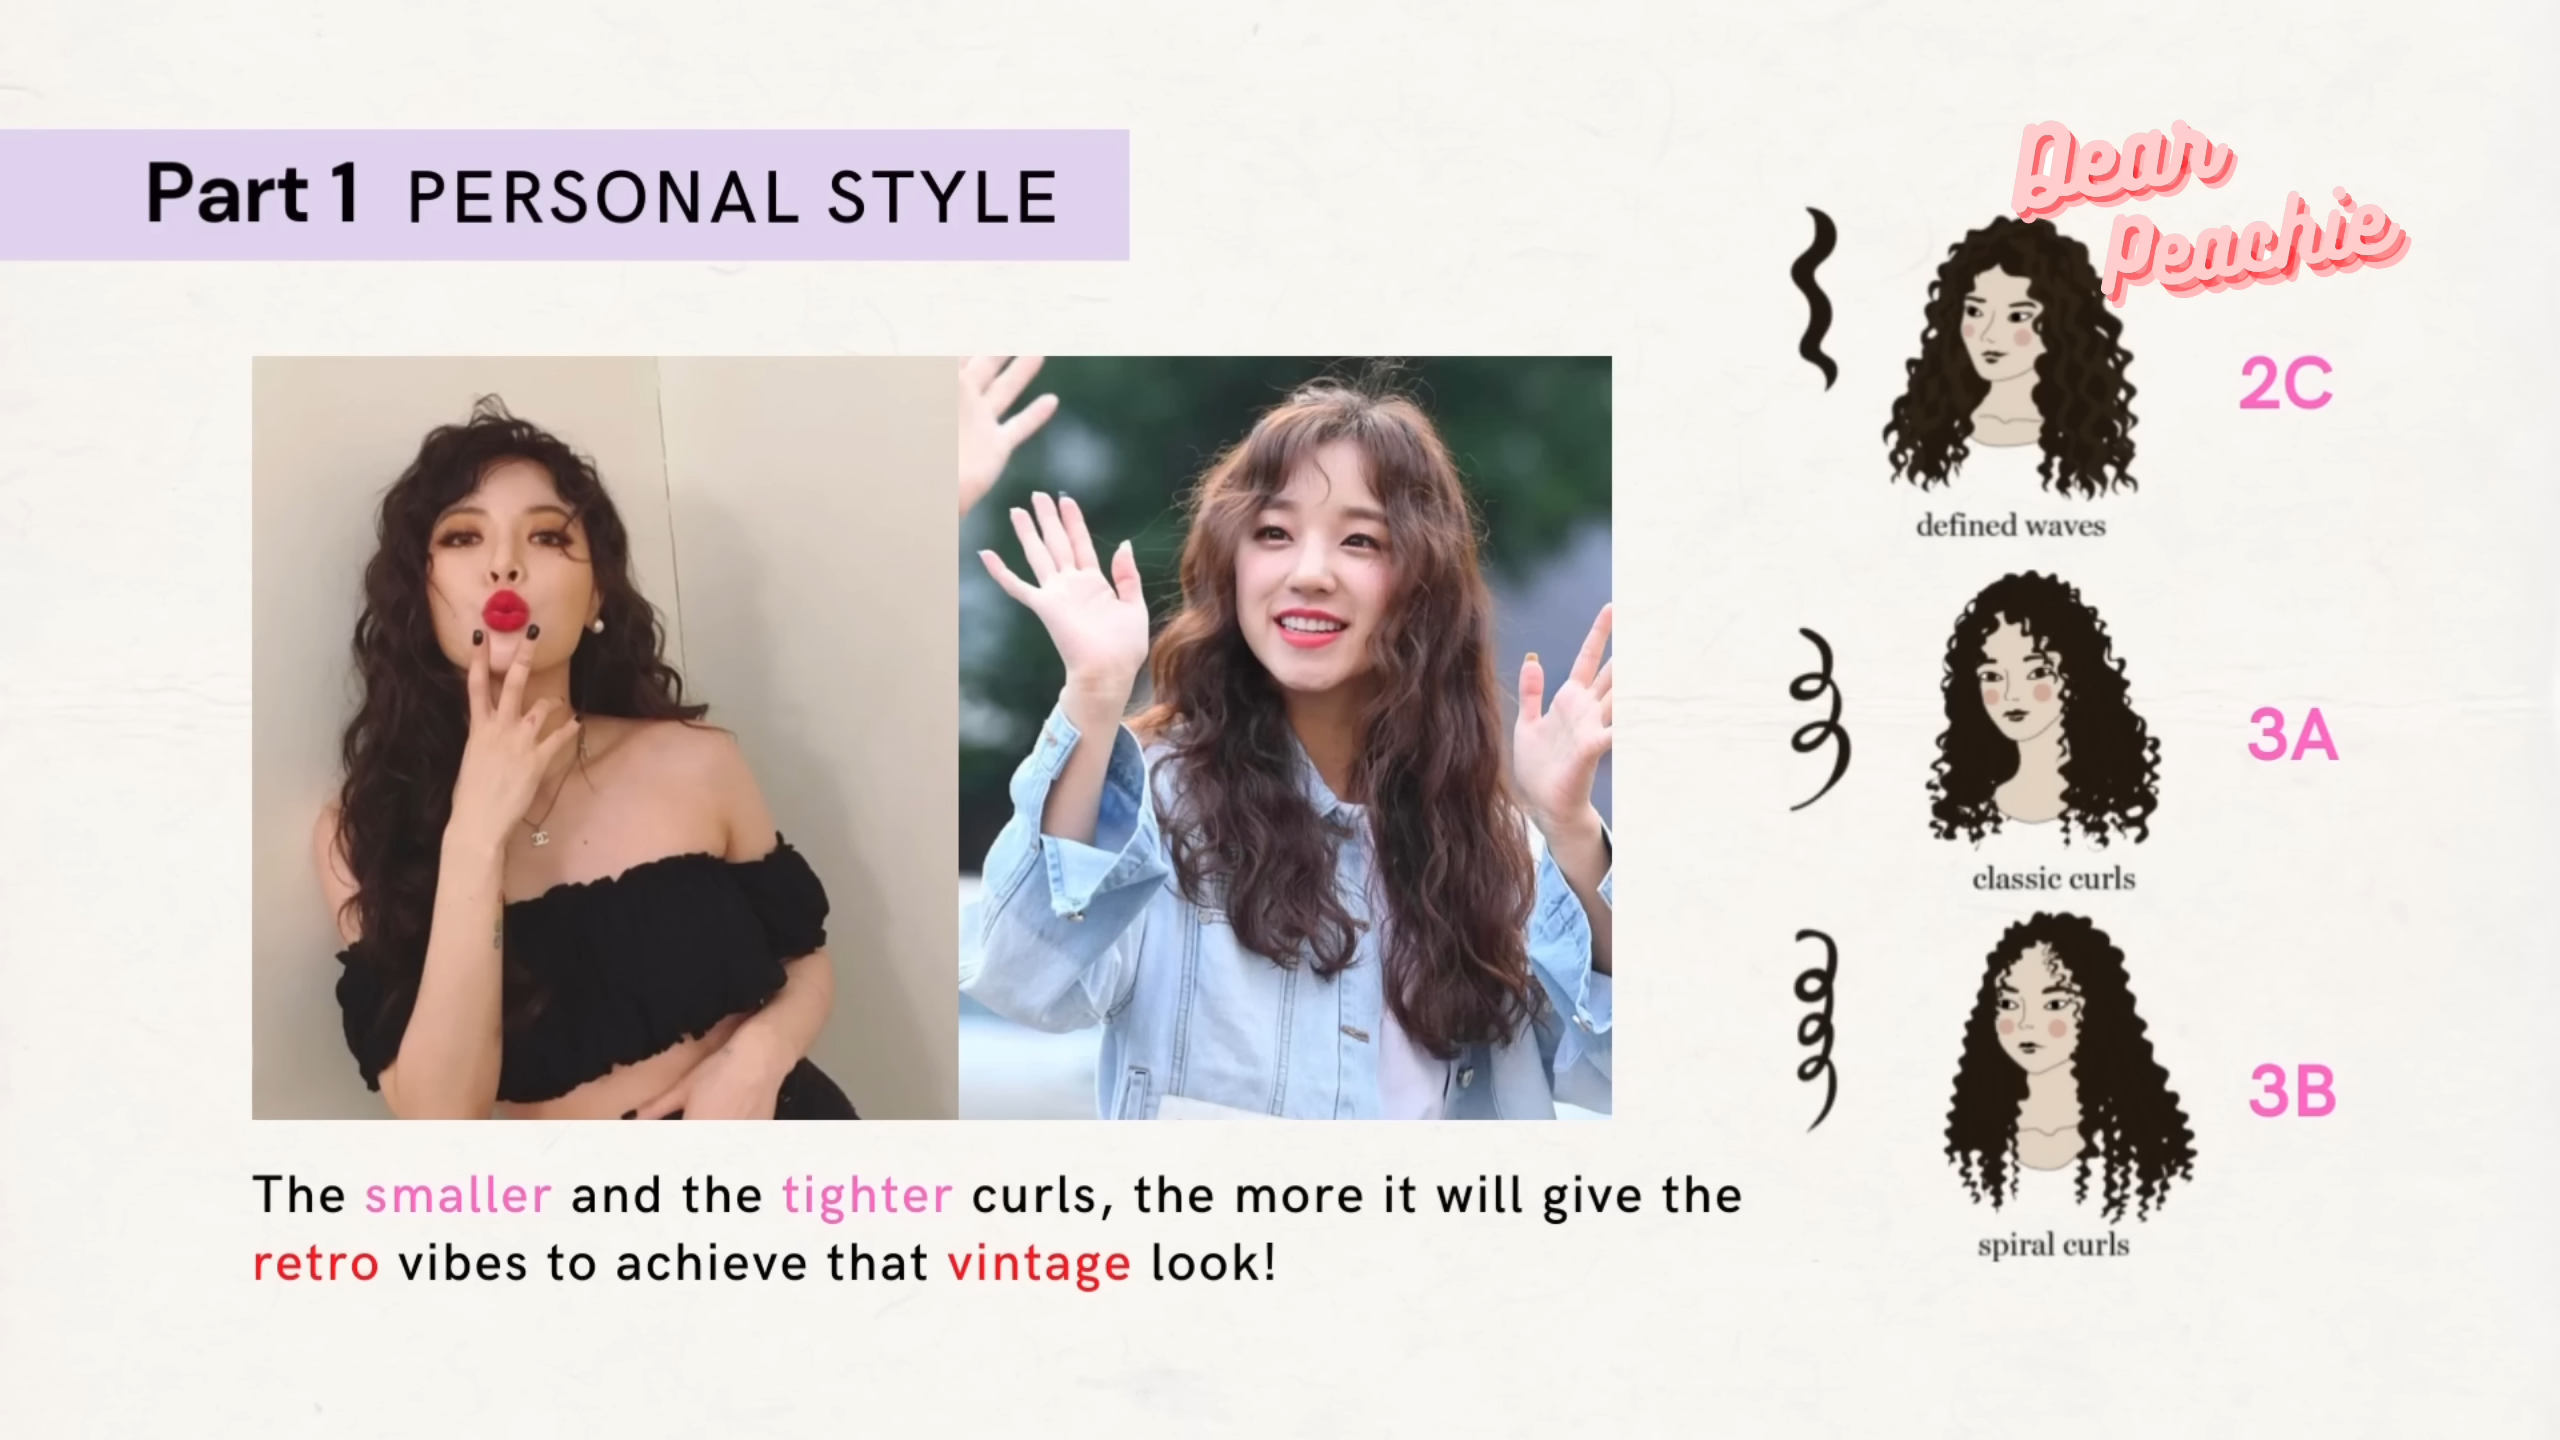 Part 1 PERSONAL STYLE
Dear
Peachie
2C
defined waves
3A
classic curls
3B
spiral curls
The smaller and the tighter curls, the more it will give the
retro vibes to achieve that vintage look!